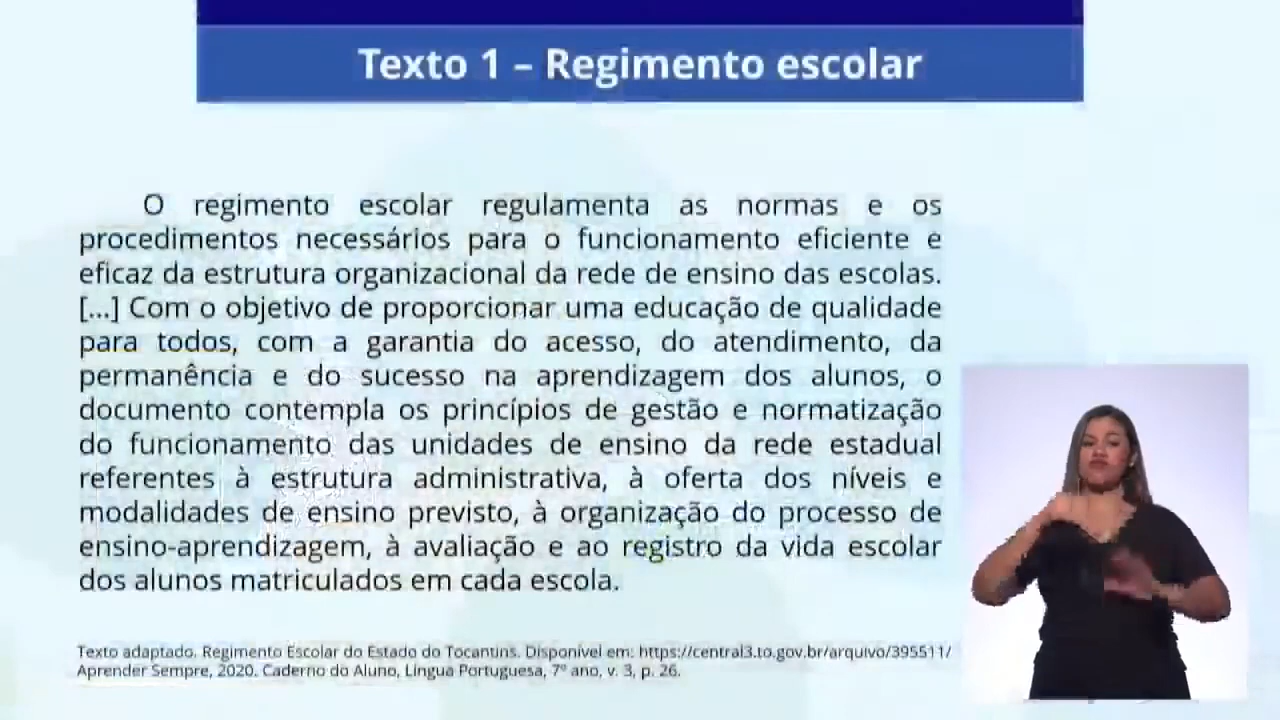 Texto 1 – Regimento escolar
O regimento escolar regulamenta as normas e os
procedimentos necessários para o funcionamento eficiente e
eficaz da estrutura organizacional da rede de ensino das escolas.
[...] Com o objetivo de proporcionar uma educação de qualidade
para todos, com a garantia do acesso, do atendimento, da
permanência e do sucesso na aprendizagem dos alunos, o
documento contempla os princípios de gestão e normatização
do funcionamento das unidades de ensino da rede estadual
referentes à estrutura administrativa, à oferta dos níveis e
modalidades de ensino previsto, à organização do processo de
ensino-aprendizagem, à avaliação e ao registro da vida escolar
dos alunos matriculados em cada escola.
Texto adaptado. Regimento Escolar do Estado do Tocantins. Disponível em: https://central3.to.gov.br/arquivo/395511/
Aprender Sempre, 2020. Caderno do Aluno, Língua Portuguesa, 7º ano, v. 3, p. 26.